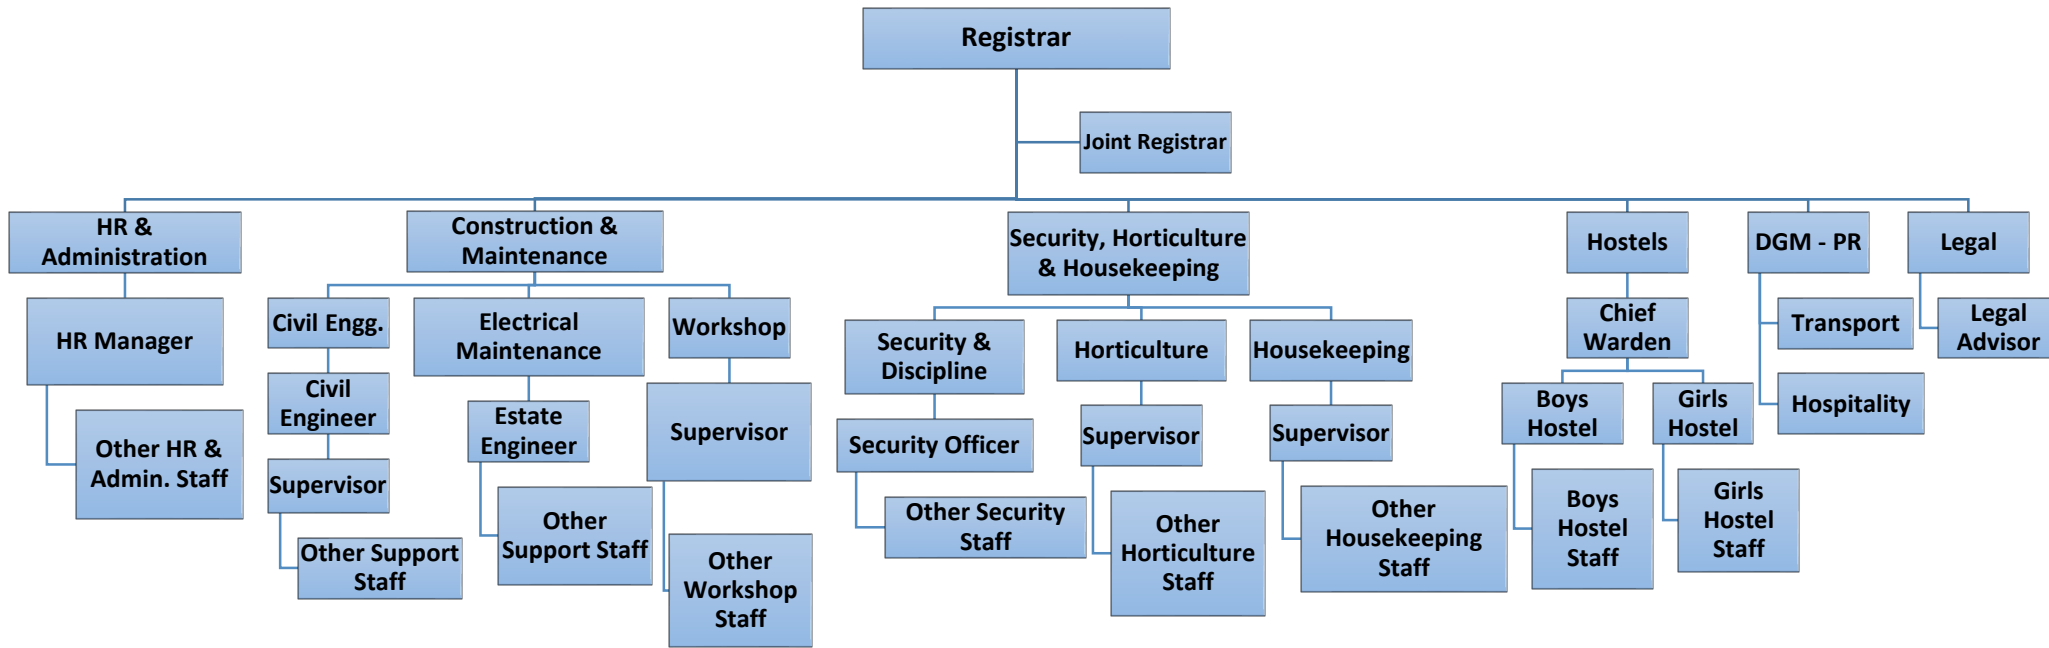 Registrar
Joint Registrar
HR &
Administration
Construction &
Maintenance
Security, Horticulture
& Housekeeping
Hostels
DGM - PR
Legal
HR Manager
Other HR &
Admin. Staff
Civil Engg.
Civil
Engineer
Supervisor
Other Support
Staff
Electrical
Maintenance
Estate
Engineer
Other
Support Staff
Workshop
Supervisor
Other
Workshop
Staff
Security &
Discipline
Security Officer
Other Security
Staff
Horticulture
Supervisor
Other
Horticulture
Staff
Housekeeping
Supervisor
Other
Housekeeping
Staff
Chief
Warden
Boys
Hostel
Boys
Hostel
Staff
Girls
Hostel
Girls
Hostel
Staff
Transport
Hospitality
Legal
Advisor